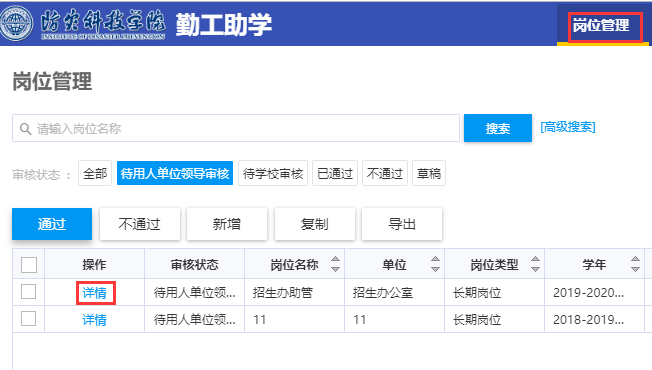 防灾科技学院 勤工助学 岗位管理
INSTITUTE OF DISASTER PREVENTION
岗位管理
请输入岗位名称 搜索 [高级搜索]
审核状态 : 全部 待用人单位领导审核 待学校审核 已通过 不通过 草稿
通过 不通过 新增 复制 导出
操作 审核状态 岗位名称 单位 岗位类型 学年
详情 待用人单位领... 招生办助管 招生办公室 长期岗位 2019-2020...
详情 待用人单位领... 11 11 长期岗位 2018-2019...